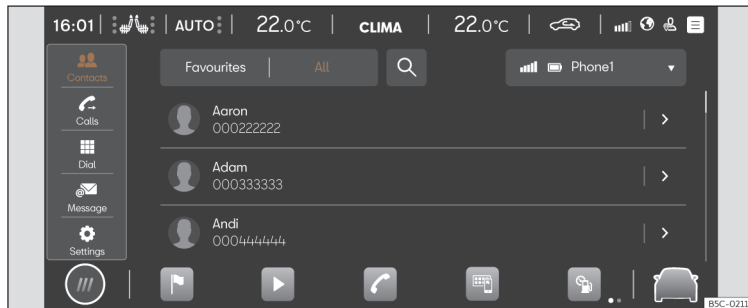 16:01 AUTO 22.0°C CLIMA 22.0°C
Contacts
Calls
Dial
@
Message
Settings
Favourites All
Phone1
Aaron
000222222
Adam
000333333
Andi
000444444
B5C-0211